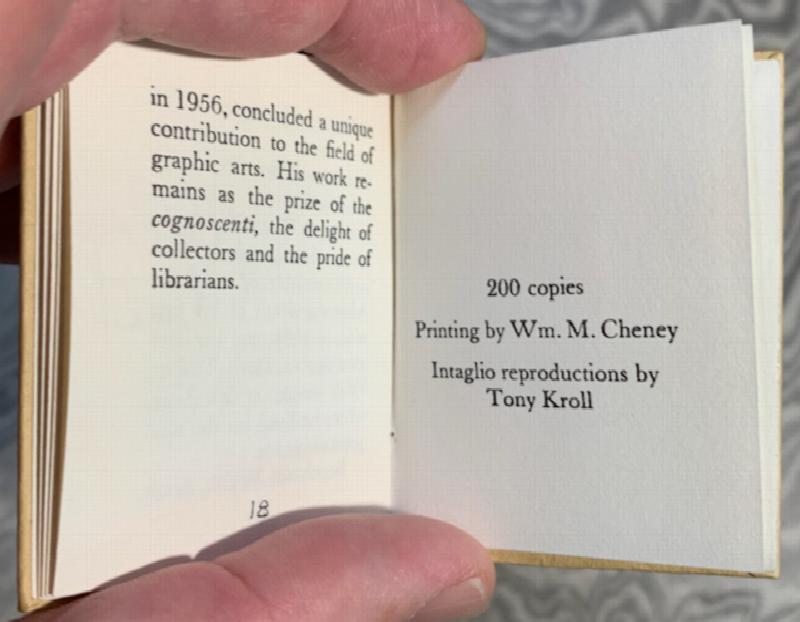 in 1956, concluded a unique
contribution to the field of
graphic arts. His work re-
mains as the prize of the
cognoscenti, the delight of
collectors and the pride of
librarians.
18
200 copies
Printing by Wm. M. Cheney
Intaglio reproductions by
Tony Kroll